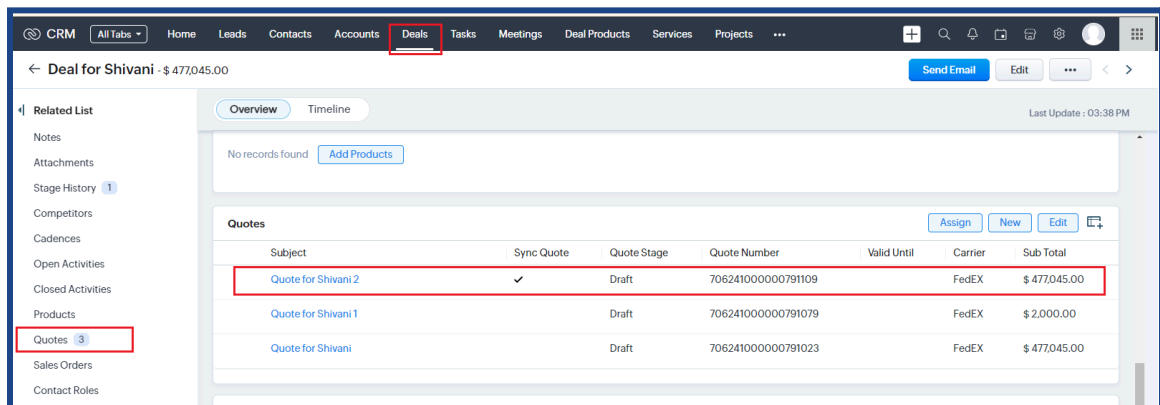 CRM All Tabs Home Leads Contacts Accounts Deals Tasks Meetings Deal Products Services Projects •••
← Deal for Shivani - $ 477,045.00 Send Email Edit ••• < >
Related List Overview Timeline Last Update : 03:38 PM
Notes
No records found Add Products
Attachments
Stage History 1
Competitors
Quotes Assign New Edit
Cadences
Subject Sync Quote Quote Stage Quote Number Valid Until Carrier Sub Total
Open Activities
Quote for Shivani 2 ✓ Draft 706241000000791109 FedEX $ 477,045.00
Closed Activities
Products
Quote for Shivani 1 Draft 706241000000791079 FedEX $ 2,000.00
Quotes 3
Quote for Shivani Draft 706241000000791023 FedEX $ 477,045.00
Sales Orders
Contact Roles